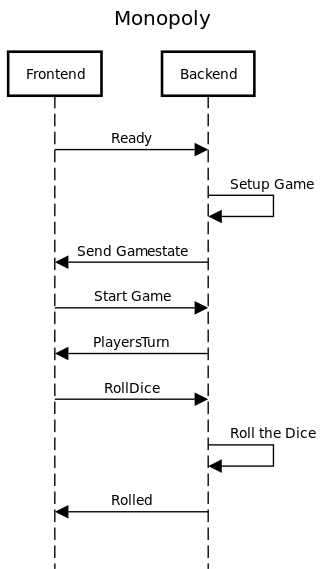 Monopoly
Frontend
Backend
Ready
Setup Game
Send Gamestate
Start Game
PlayersTurn
RollDice
Roll the Dice
Rolled